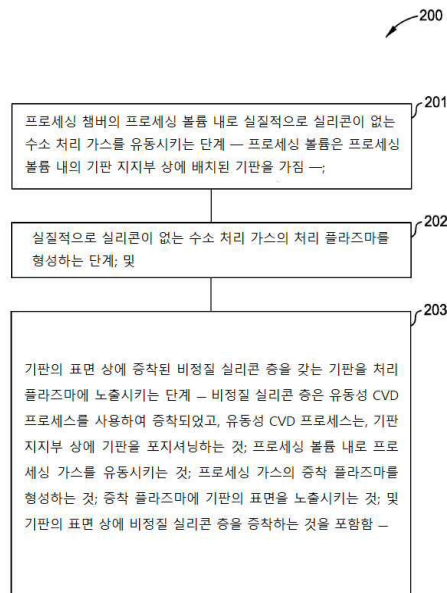 200
201
프로세싱 챔버의 프로세싱 볼륨 내로 실질적으로 실리콘이 없는
수소 처리 가스를 유동시키는 단계 — 프로세싱 볼륨은 프로세싱
볼륨 내의 기판 지지부 상에 배치된 기판을 가짐 —;
202
실질적으로 실리콘이 없는 수소 처리 가스의 처리 플라즈마를
형성하는 단계; 및
203
기판의 표면 상에 증착된 비정질 실리콘 층을 갖는 기판을 처리
플라즈마에 노출시키는 단계 — 비정질 실리콘 층은 유동성 CVD
프로세스를 사용하여 증착되었고, 유동성 CVD 프로세스는, 기판
지지부 상에 기판을 포지셔닝하는 것; 프로세싱 볼륨 내로 프로
세싱 가스를 유동시키는 것; 프로세싱 가스의 증착 플라즈마를
형성하는 것; 증착 플라즈마에 기판의 표면을 노출시키는 것; 및
기판의 표면 상에 비정질 실리콘 층을 증착하는 것을 포함함 —